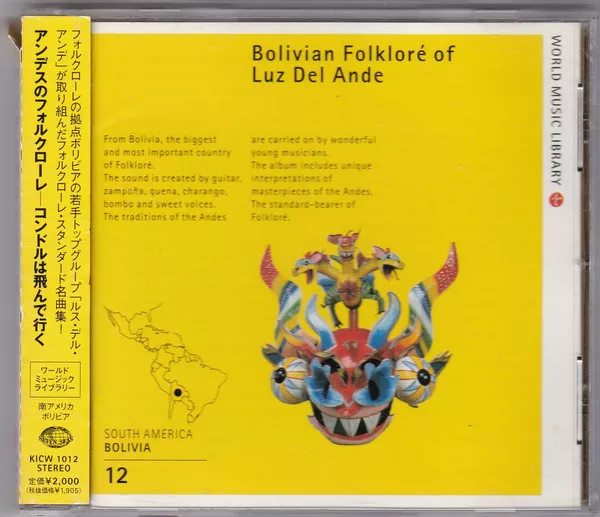 フォルクローレの拠点ボリビアの若手トップグループ「ルス・デル・
アンデ」が取り組んだフォルクローレ・スタンダード名曲集!
アンデスのフォルクローレ—コンドルは飛んで行く
ワールド
ミュージック
ライブラリー
南アメリカ
ボリビア
SEVEN SEAS
KICW 1012
STEREO
定価¥2,000
(税抜価格¥1,905)
Bolivian Folkloré of
Luz Del Ande
From Bolivia, the biggest
and most important country
of Folkloré.
The sound is created by guitar,
zampoña, quena, charango,
bombo and sweet voices.
The traditions of the Andes
are carried on by wonderful
young musicians.
The album includes unique
interpretations of
masterpieces of the Andes.
The standard-bearer of
Folkloré.
SOUTH AMERICA
BOLIVIA
12
WORLD MUSIC LIBRARY